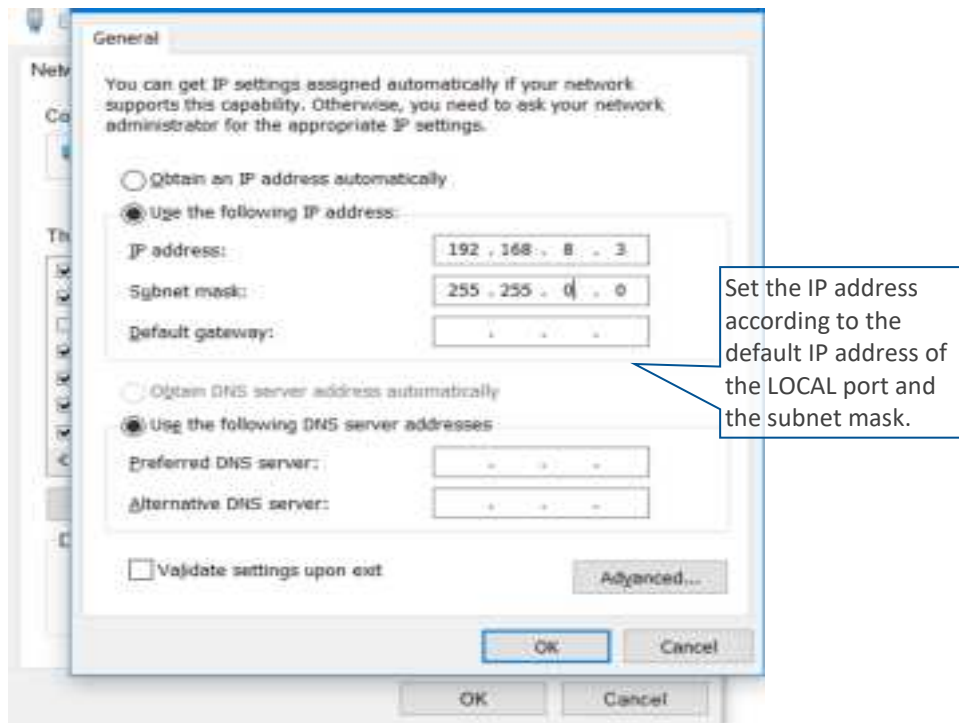 General
Netw
You can get IP settings assigned automatically if your network
supports this capability. Otherwise, you need to ask your network
administrator for the appropriate IP settings.
Co
Obtain an IP address automatically
Use the following IP address:
Th
IP address: 192 . 168 . 8 . 3
Subnet mask: 255 . 255 . 0 . 0
Default gateway: . . .
Set the IP address
according to the
default IP address of
the LOCAL port and
the subnet mask.
Obtain DNS server address automatically
Use the following DNS server addresses
Preferred DNS server: . . .
Alternative DNS server: . . .
Validate settings upon exit
Advanced...
OK Cancel
OK Cancel